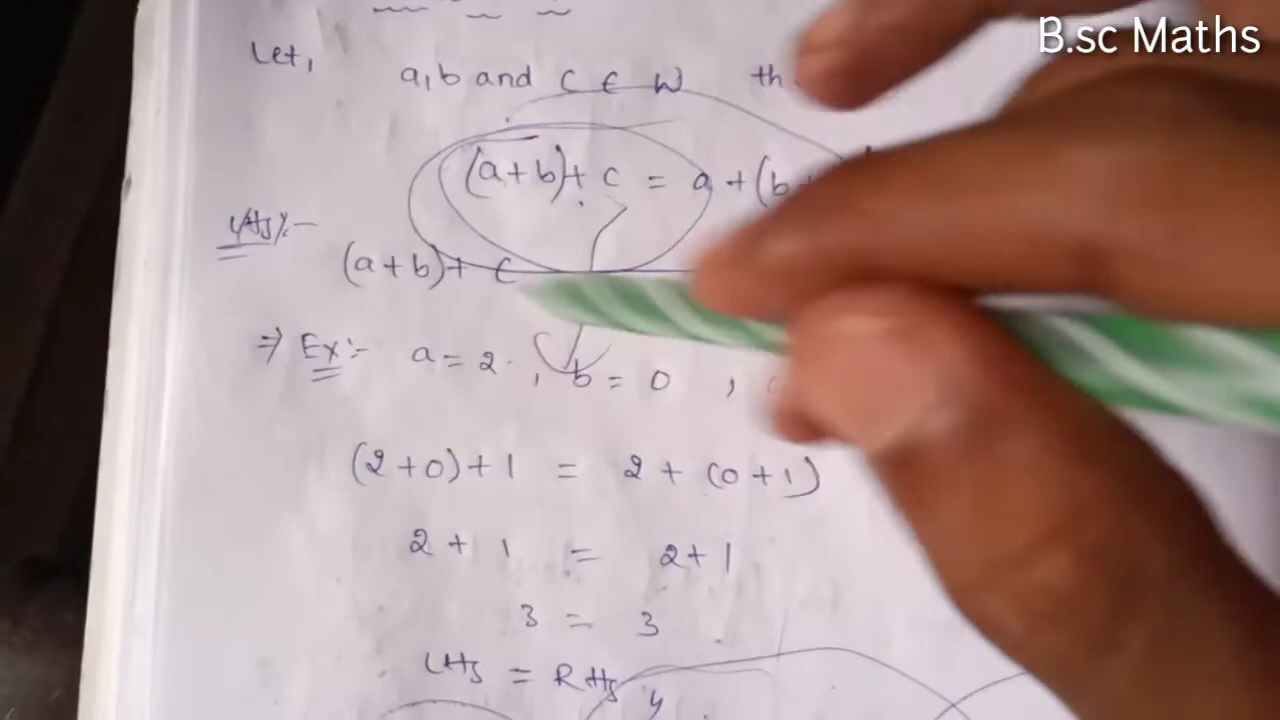 B.sc Maths
Let, a, b and C ∈ W
(a+b)+ c = a +(b
LHS :-
(a+b)+ c
⇒ Ex :- a = 2 , b = 0 ,
(2+0)+1 = 2 + (0+1)
2 + 1 = 2+1
3 = 3
LHS = RHS